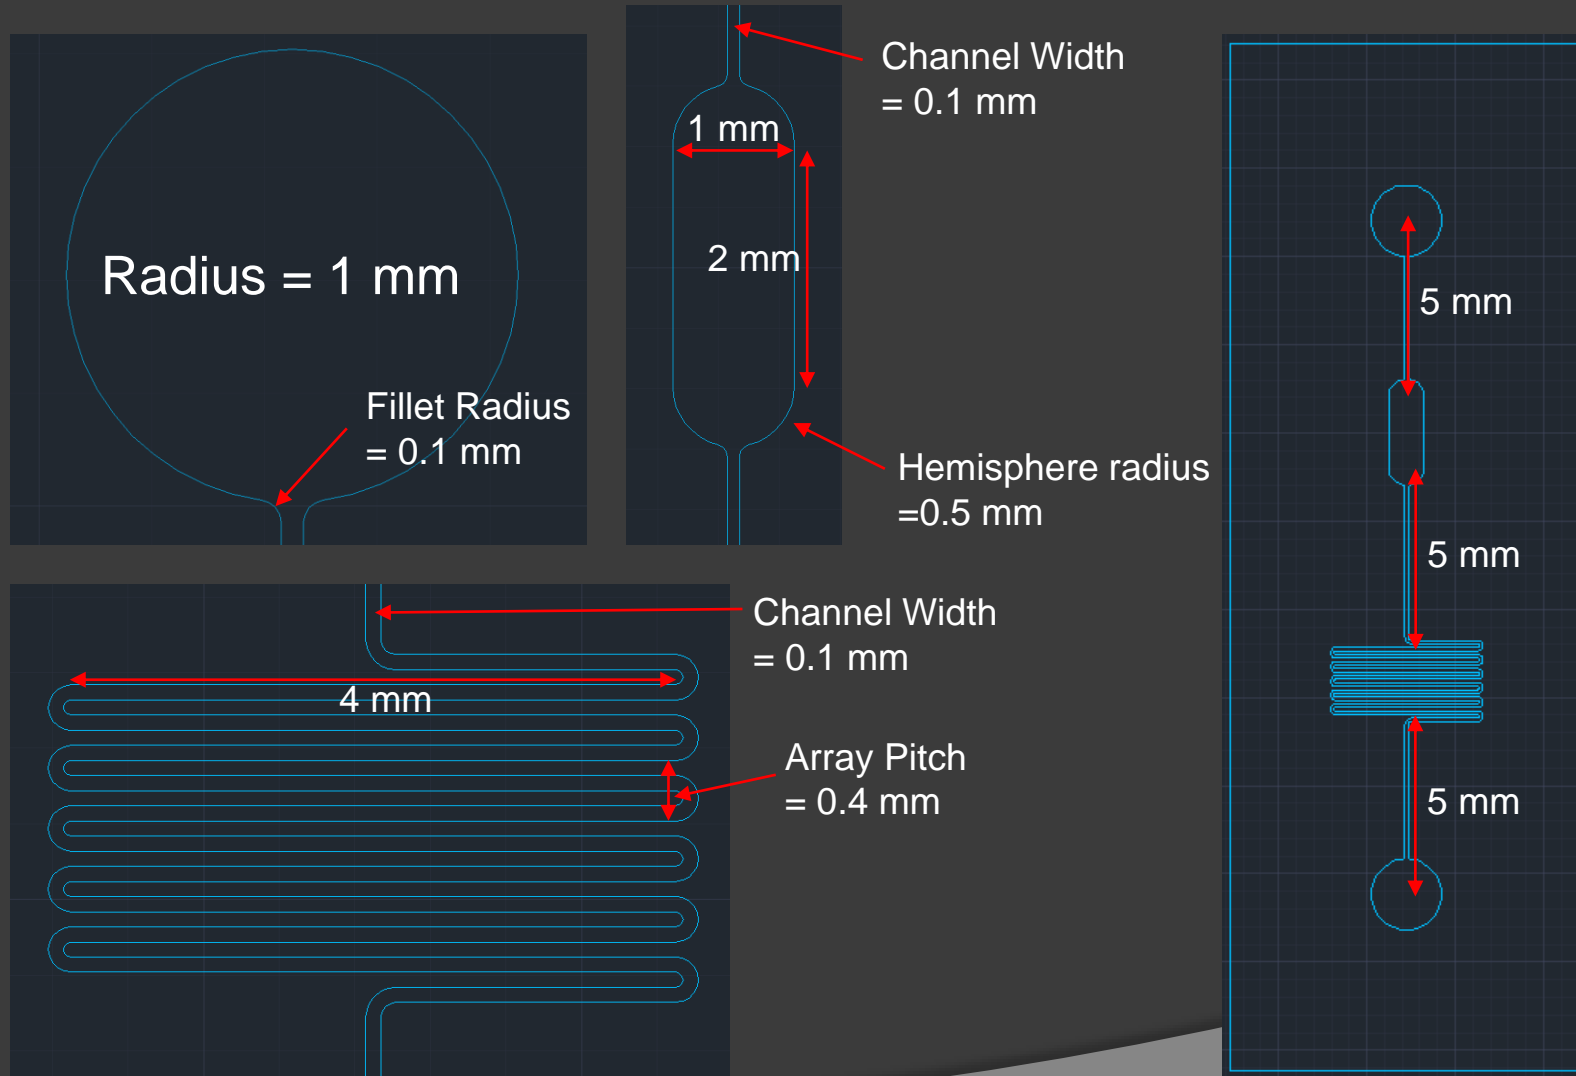 Radius = 1 mm
Fillet Radius
= 0.1 mm
1 mm
2 mm
Channel Width
= 0.1 mm
Hemisphere radius
=0.5 mm
4 mm
Channel Width
= 0.1 mm
Array Pitch
= 0.4 mm
5 mm
5 mm
5 mm